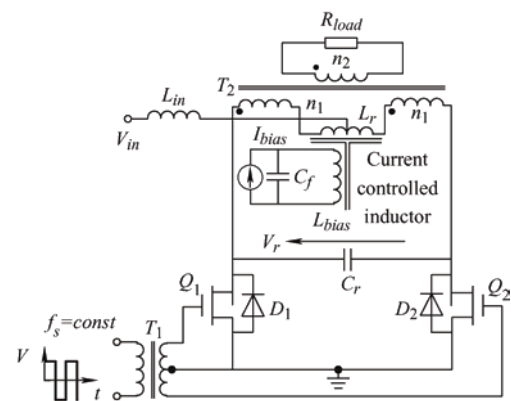 R_load
n_2
T_2
L_in
n_1
L_r
n_1
V_in
I_bias
C_f
Current
controlled
inductor
L_bias
V_r
C_r
Q_1
D_1
D_2
Q_2
f_s=const
T_1
V
t